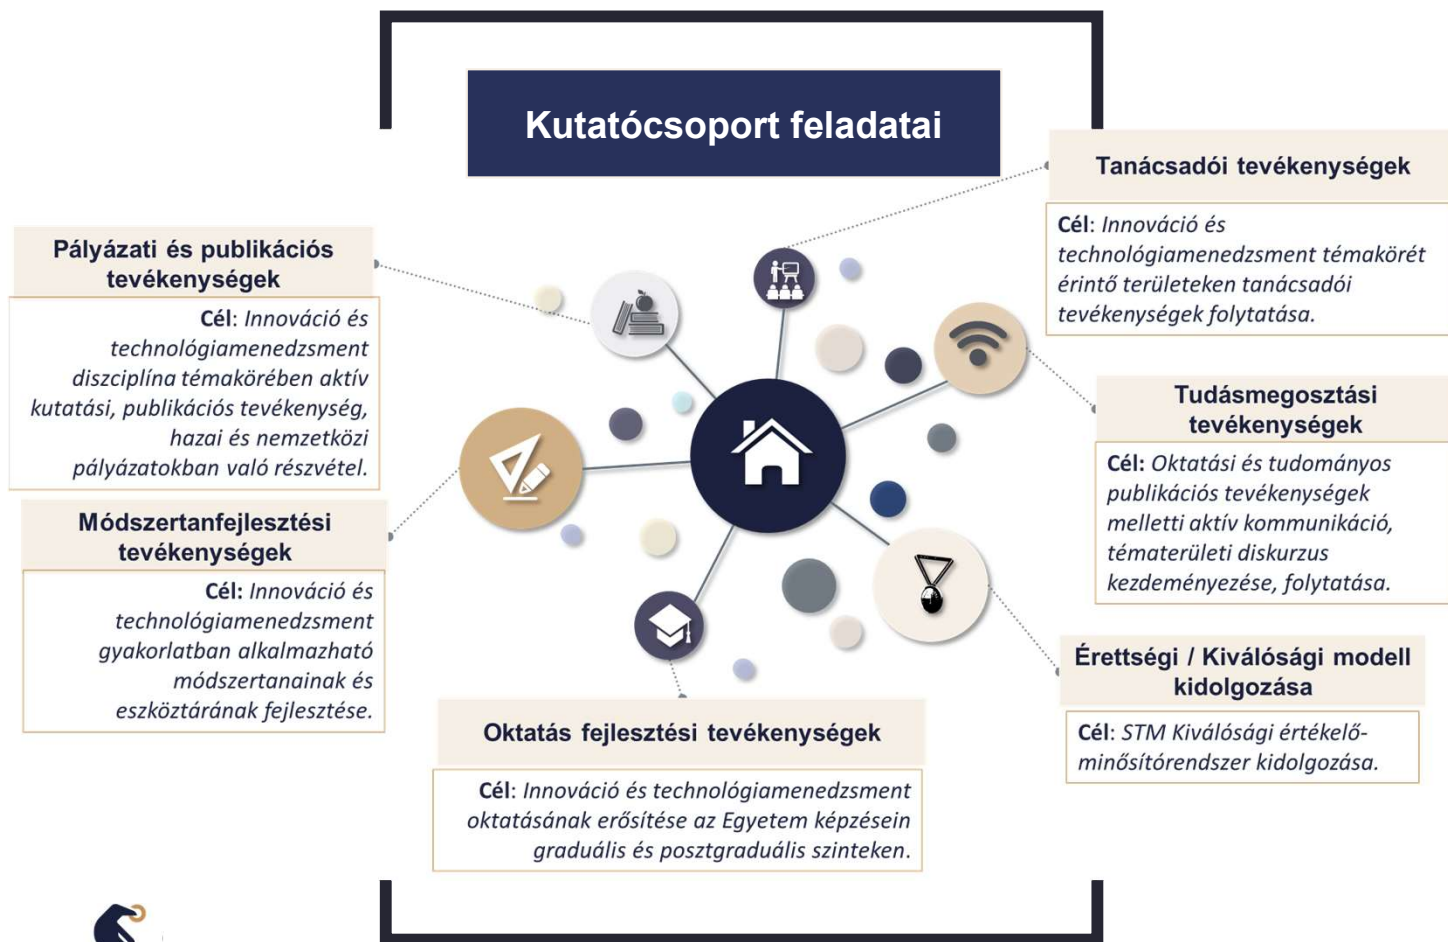 Kutatócsoport feladatai
Pályázati és publikációs
tevékenységek
Cél: Innováció és
technológiamenedzsment
diszciplína témakörében aktív
kutatási, publikációs tevékenység,
hazai és nemzetközi
pályázatokban való részvétel.
Módszertanfejlesztési
tevékenységek
Cél: Innováció és
technológiamenedzsment
gyakorlatban alkalmazható
módszertanainak és
eszköztárának fejlesztése.
Oktatás fejlesztési tevékenységek
Cél: Innováció és technológiamenedzsment
oktatásának erősítése az Egyetem képzésein
graduális és posztgraduális szinteken.
Tanácsadói tevékenységek
Cél: Innováció és
technológiamenedzsment témakörét
érintő területeken tanácsadói
tevékenységek folytatása.
Tudásmegosztási
tevékenységek
Cél: Oktatási és tudományos
publikációs tevékenységek
melletti aktív kommunikáció,
tématerületi diskurzus
kezdeményezése, folytatása.
Érettségi / Kiválósági modell
kidolgozása
Cél: STM Kiválósági értékelő-
minősítórendszer kidolgozása.